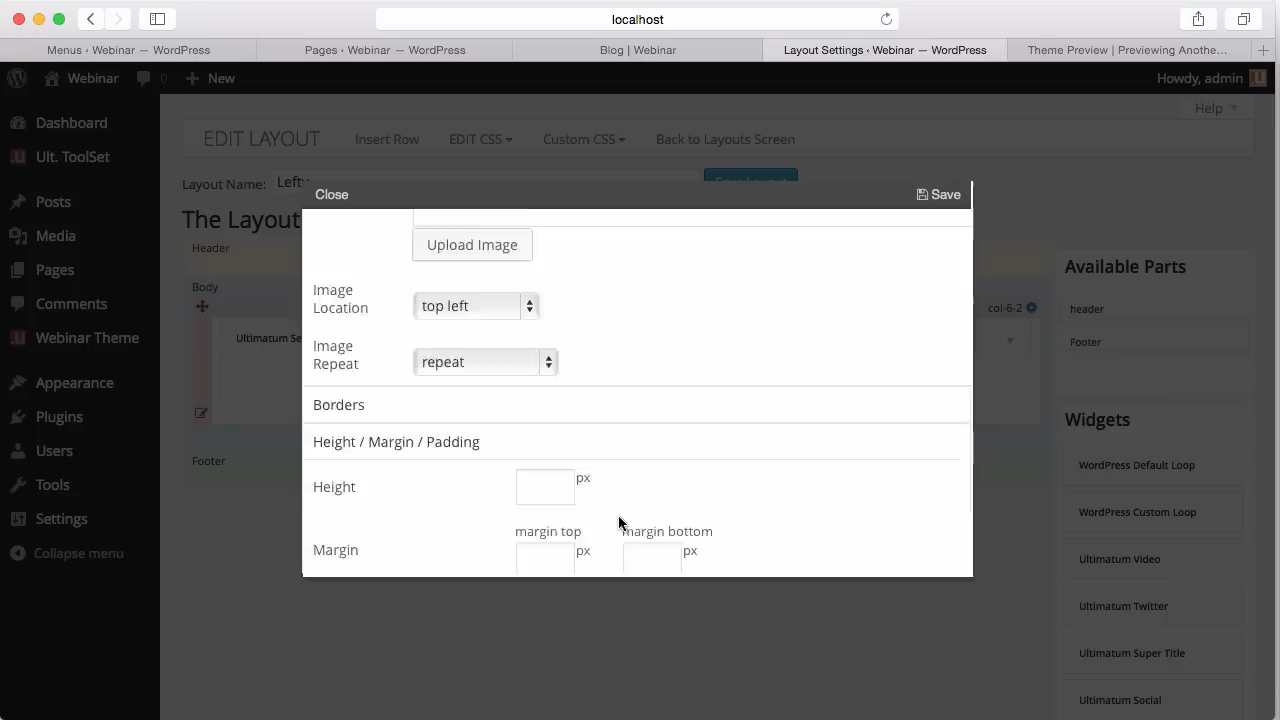 localhost
Menus ‹ Webinar — WordPress
Pages ‹ Webinar — WordPress
Blog | Webinar
Layout Settings ‹ Webinar — WordPress
Theme Preview | Previewing Anothe...
Webinar
0
New
Howdy, admin
Help
Dashboard
Ult. ToolSet
Posts
Media
Pages
Comments
Webinar Theme
Appearance
Plugins
Users
Tools
Settings
Collapse menu
EDIT LAYOUT
Insert Row
EDIT CSS
Custom CSS
Back to Layouts Screen
Layout Name:
Lefty
Save Layout
The Layout
Header
Body
col-6-2
Ultimatum Se
Footer
Close
Save
Upload Image
Image Location
top left
Image Repeat
repeat
Borders
Height / Margin / Padding
Height
px
margin top
margin bottom
Margin
px
px
Available Parts
header
Footer
Widgets
WordPress Default Loop
WordPress Custom Loop
Ultimatum Video
Ultimatum Twitter
Ultimatum Super Title
Ultimatum Social